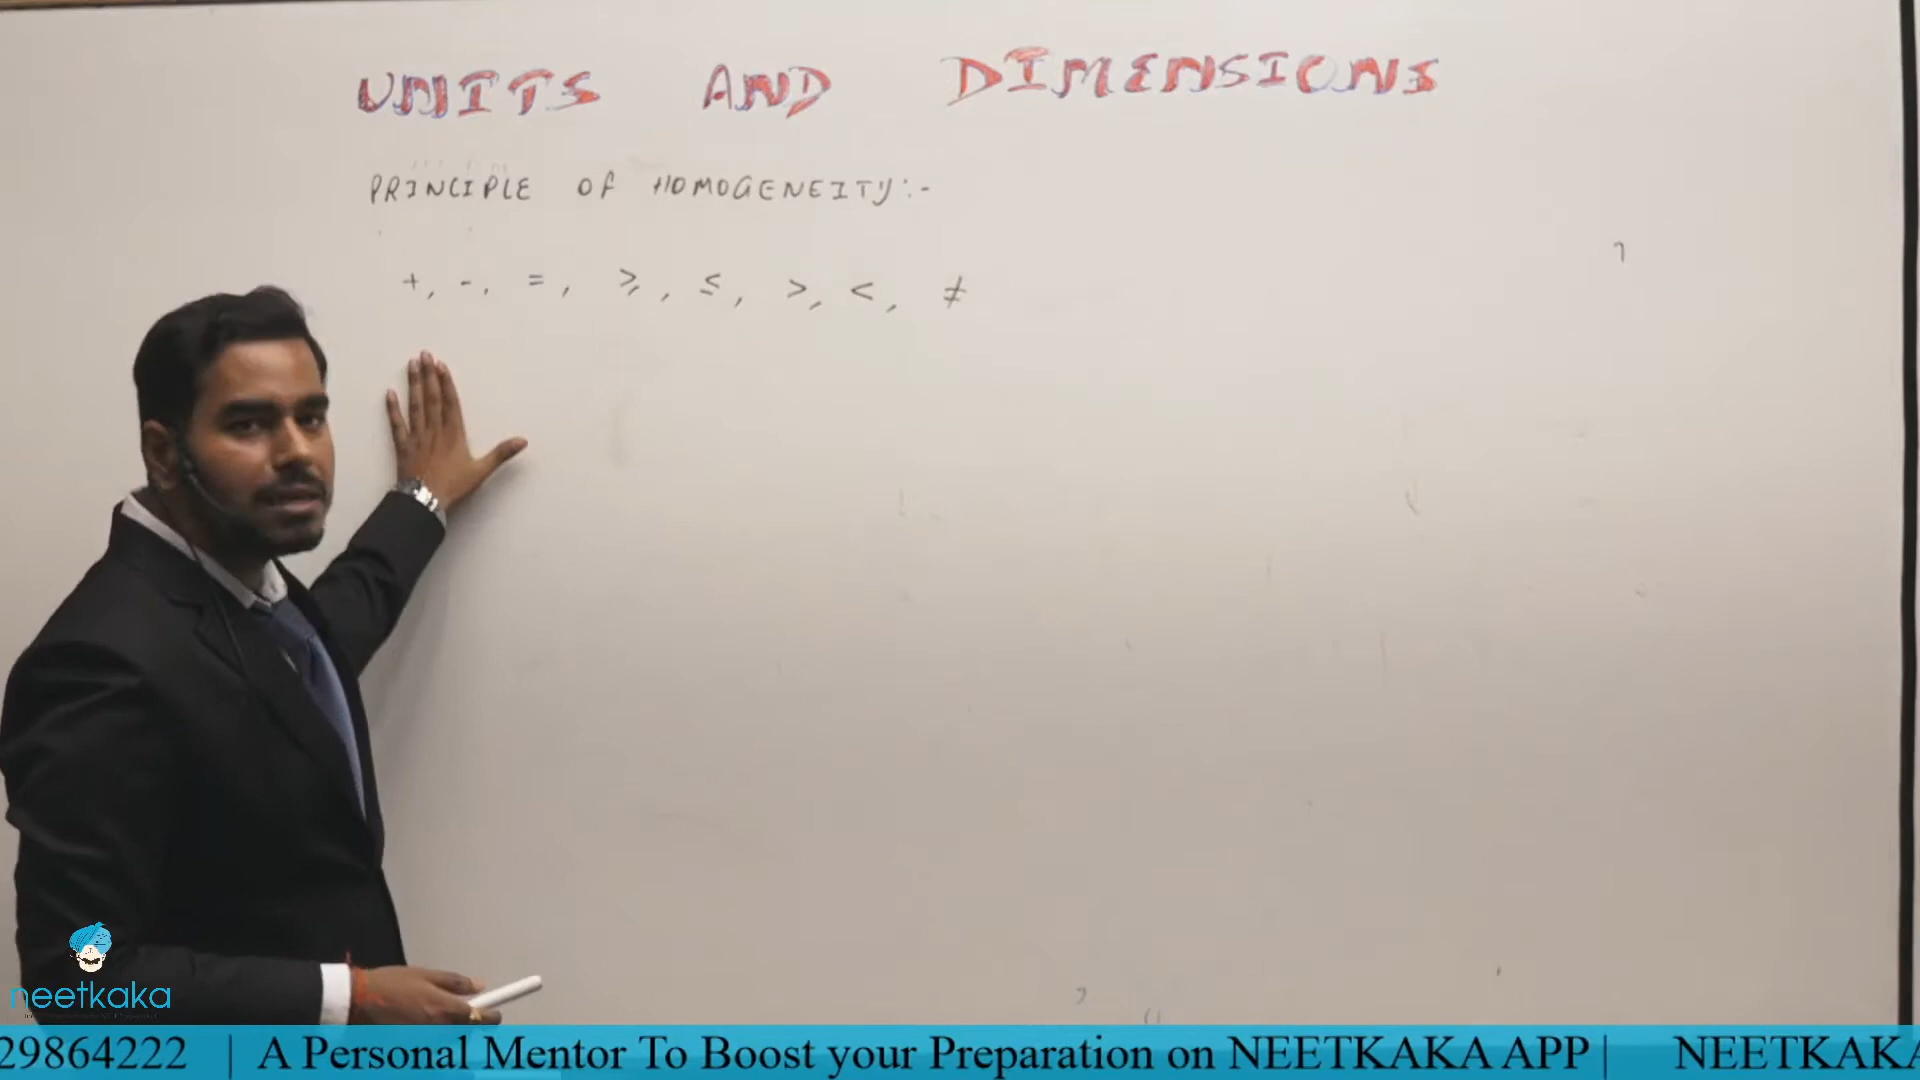 UNITS AND DIMENSIONS
PRINCIPLE OF HOMOGENEITY:-
+, -, =, ≥, ≤, >, <, ≠
neetkaka
29864222 | A Personal Mentor To Boost your Preparation on NEETKAKA APP | NEETKAKA